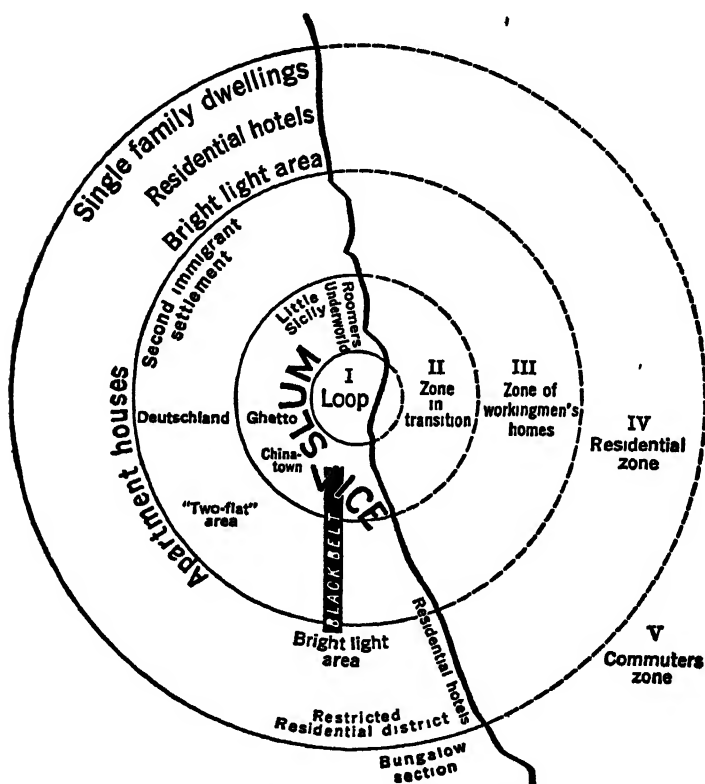 Single family dwellings
Residential hotels
Bright light area
Second immigrant
settlement
Little
Sicily
Roomers
Underworld
SLUM
I
Loop
II
Zone
in
transition
III
Zone of
workingmen's
homes
IV
Residential
zone
Apartment houses
Deutschland
Ghetto
China-
town
VICE
"Two-flat"
area
BLACK BELT
Bright light
area
Residential hotels
V
Commuters
zone
Restricted
Residential district
Bungalow
section